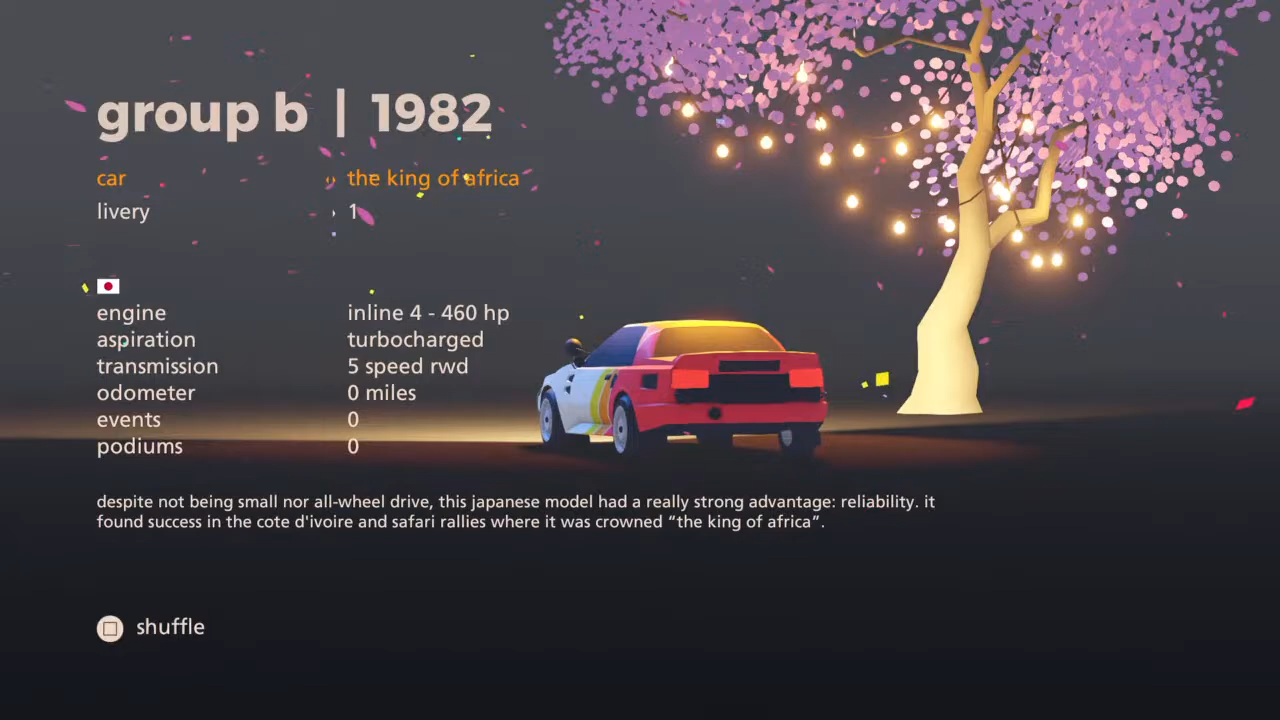 group b | 1982
car the king of africa
livery 1
engine inline 4 - 460 hp
aspiration turbocharged
transmission 5 speed rwd
odometer 0 miles
events 0
podiums 0
despite not being small nor all-wheel drive, this japanese model had a really strong advantage: reliability. it
found success in the cote d'ivoire and safari rallies where it was crowned “the king of africa”.
shuffle